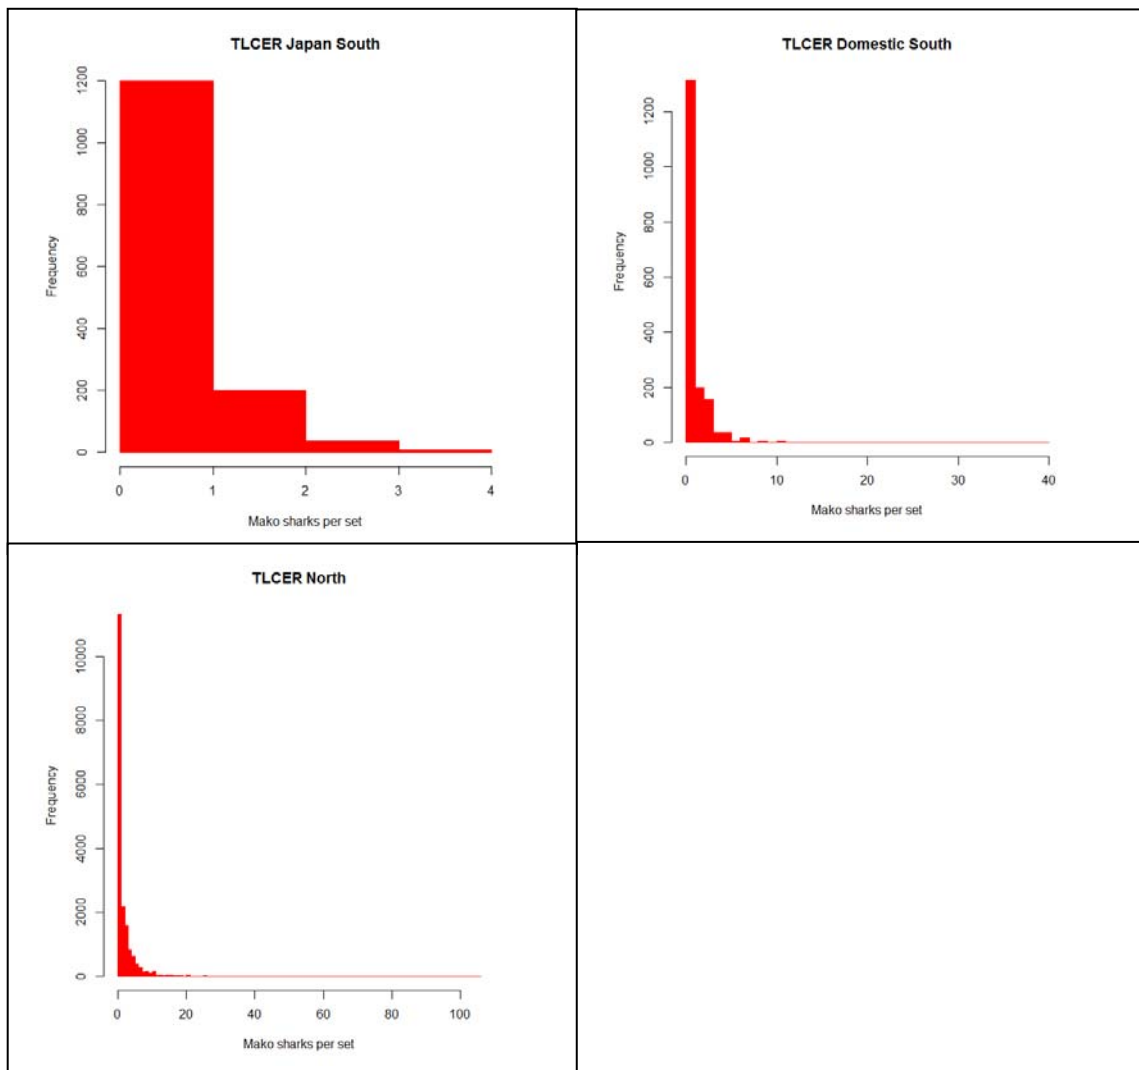 TLCER Japan South
1200
1000
800
600
400
200
0
Frequency
0 1 2 3 4
Mako sharks per set
TLCER Domestic South
1200
1000
800
600
400
200
0
Frequency
0 10 20 30 40
Mako sharks per set
TLCER North
10000
8000
6000
4000
2000
0
Frequency
0 20 40 60 80 100
Mako sharks per set